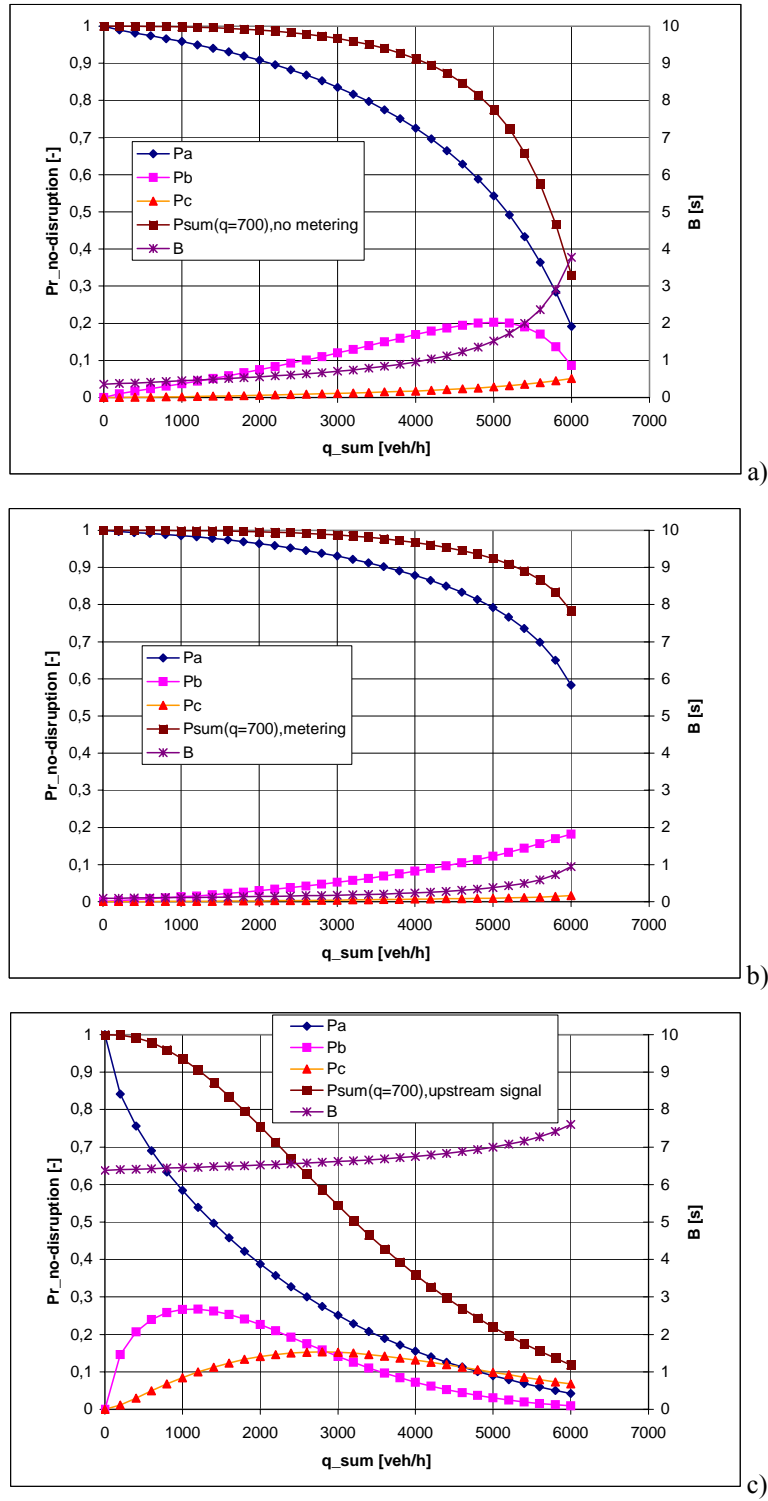 1
0,9
0,8
0,7
0,6
0,5
0,4
0,3
0,2
0,1
0
Pr_no-disruption [-]
10
9
8
7
6
5
4
3
2
1
0
B [s]
Pa
Pb
Pc
Psum(q=700),no metering
B
0 1000 2000 3000 4000 5000 6000 7000
q_sum [veh/h]
a)
1
0,9
0,8
0,7
0,6
0,5
0,4
0,3
0,2
0,1
0
Pr_no-disruption [-]
10
9
8
7
6
5
4
3
2
1
0
B [s]
Pa
Pb
Pc
Psum(q=700),metering
B
0 1000 2000 3000 4000 5000 6000 7000
q_sum [veh/h]
b)
1
0,9
0,8
0,7
0,6
0,5
0,4
0,3
0,2
0,1
0
Pr_no-disruption [-]
10
9
8
7
6
5
4
3
2
1
0
B [s]
Pa
Pb
Pc
Psum(q=700),upstream signal
B
0 1000 2000 3000 4000 5000 6000 7000
q_sum [veh/h]
c)